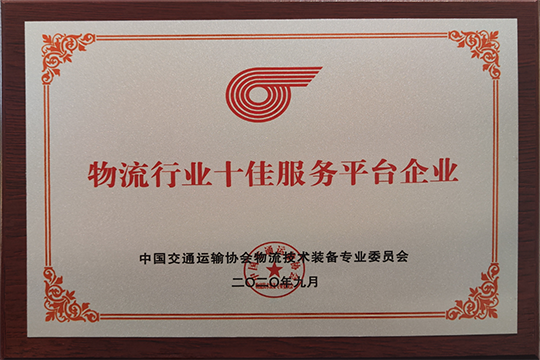 物流行业十佳服务平台企业
中国交通运输协会物流技术装备专业委员会
二〇二〇年九月